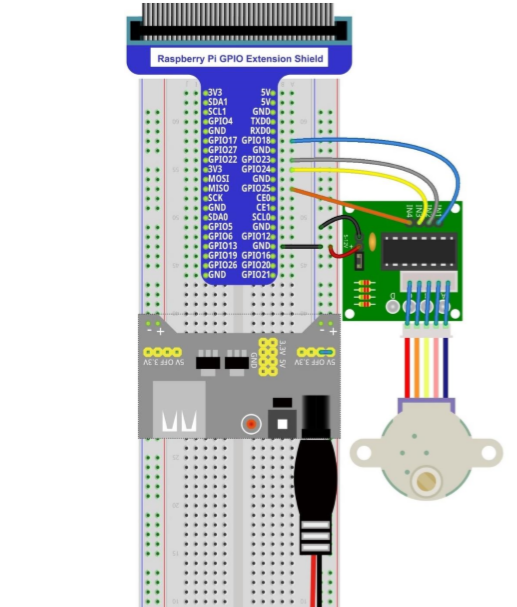 Raspberry Pi GPIO Extension Shield
3V3 5V
SDA1 5V
SCL1 GND
GPIO4 TXD0
GND RXD0
GPIO17 GPIO18
GPIO27 GND
GPIO22 GPIO23
3V3 GPIO24
MOSI GND
MISO GPIO25
SCK CE0
GND CE1
SDA0 SCL0
GPIO5 GND
GPIO6 GPIO12
GPIO13 GND
GPIO19 GPIO16
GPIO26 GPIO20
GND GPIO21
IN4 IN3 IN2 IN1
- +
- +
5V OFF 3.3V
GND
3.3V 5V
5V OFF 3.3V